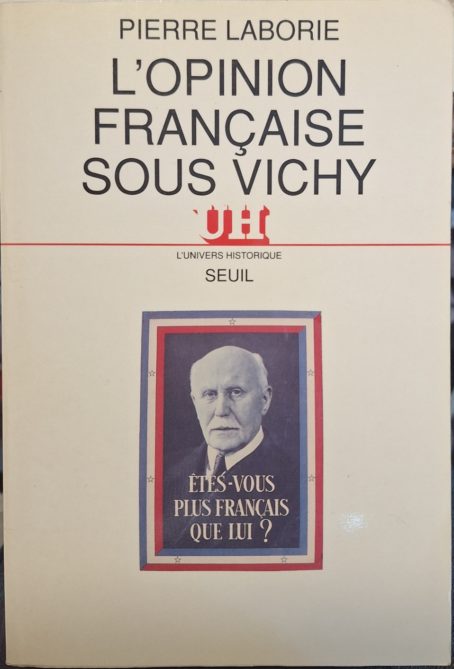 PIERRE LABORIE
L'OPINION
FRANÇAISE
SOUS VICHY
UH
L'UNIVERS HISTORIQUE
SEUIL
ÊTES-VOUS
PLUS FRANÇAIS
QUE LUI ?